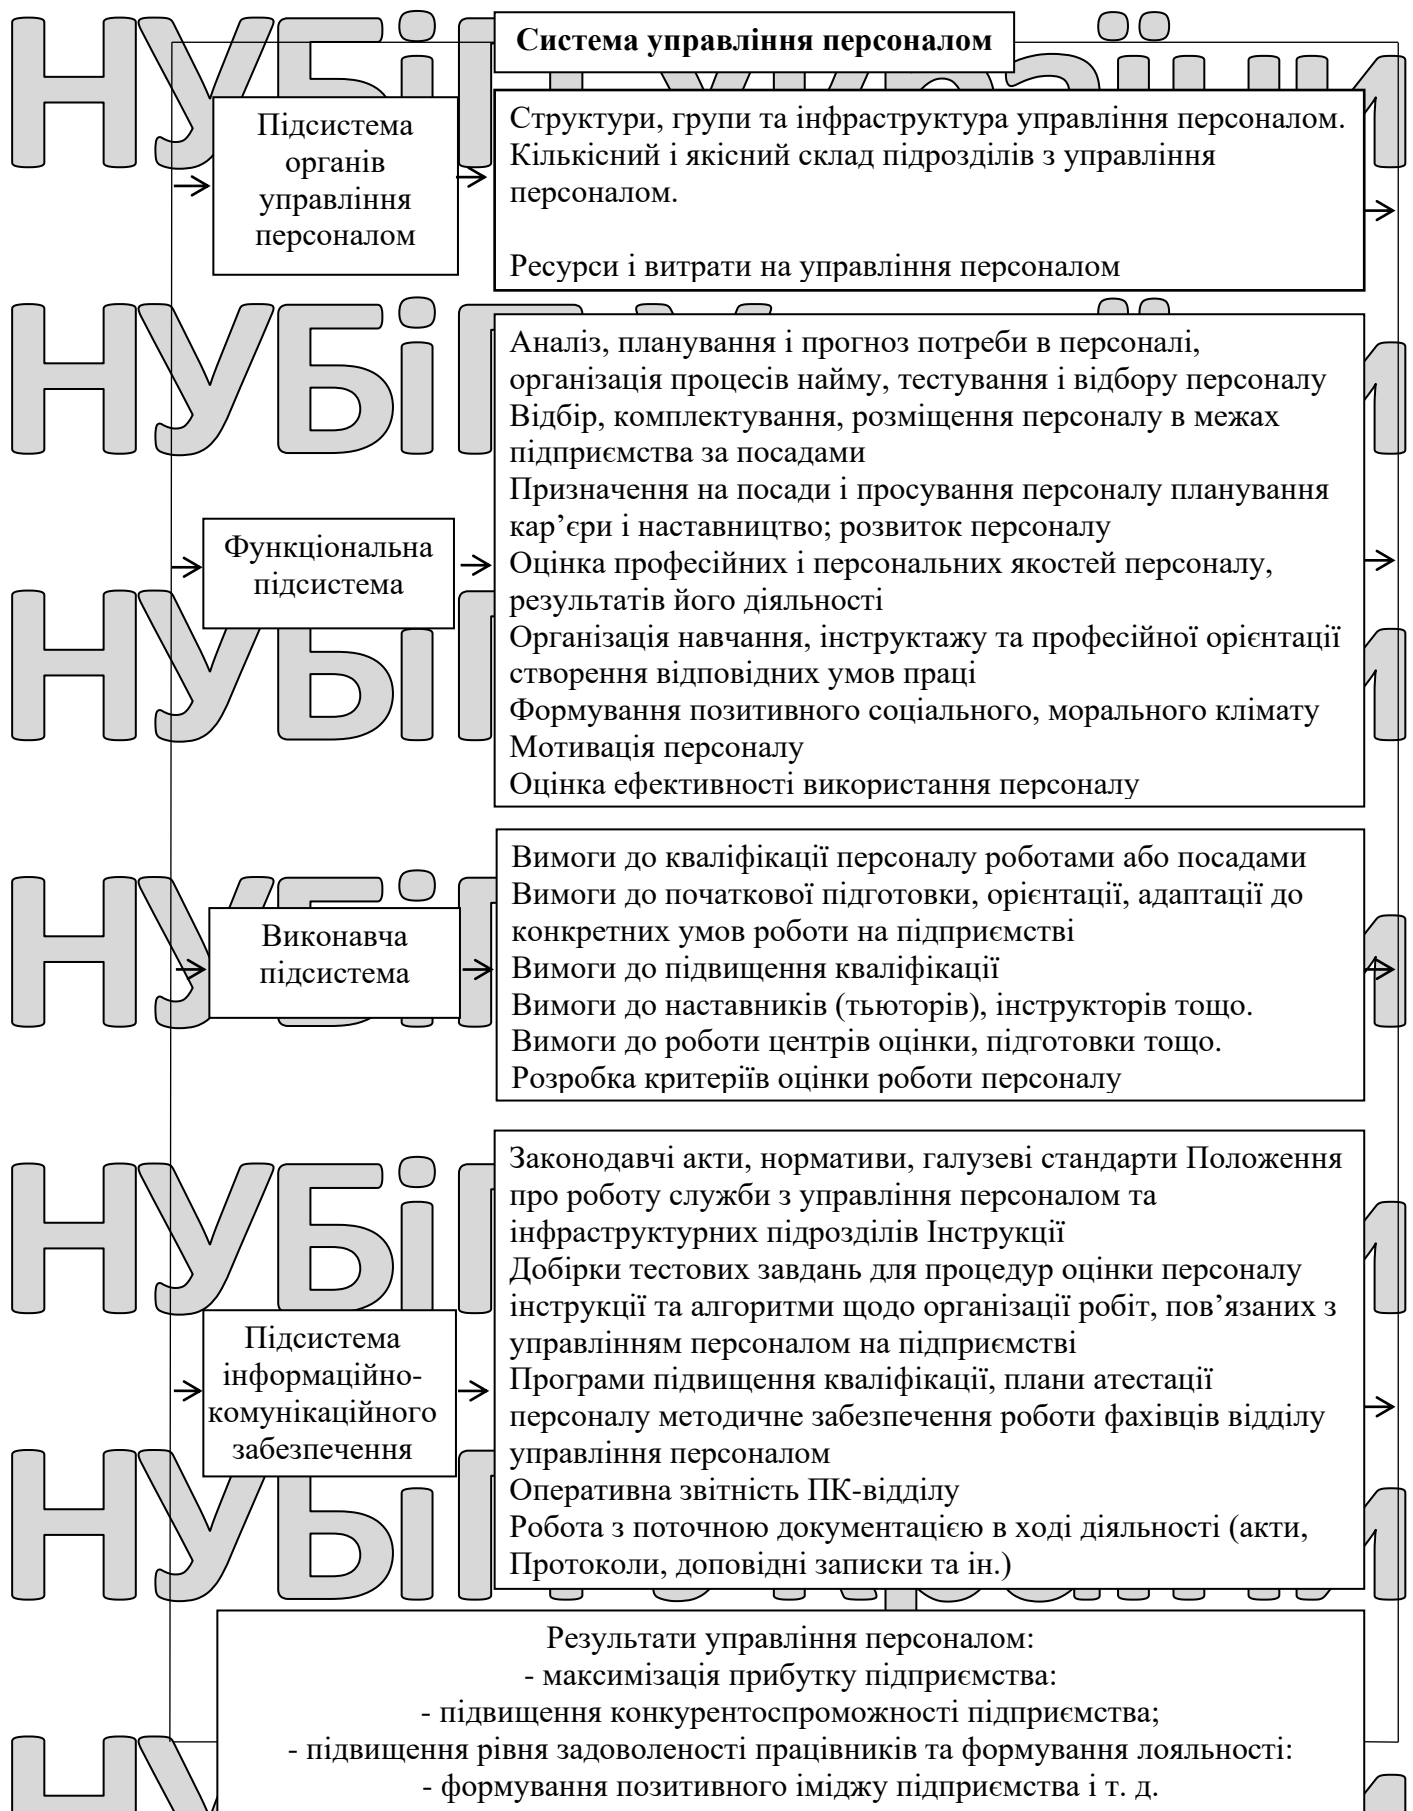 Система управління персоналом
НУБіП України
Підсистема
органів
управління
персоналом
Структури, групи та інфраструктура управління персоналом.
Кількісний і якісний склад підрозділів з управління
персоналом.
Ресурси і витрати на управління персоналом
НУБіП
Аналіз, планування і прогноз потреби в персоналі,
організація процесів найму, тестування і відбору персоналу
Відбір, комплектування, розміщення персоналу в межах
підприємства за посадами
Призначення на посади і просування персоналу планування
кар’єри і наставництво; розвиток персоналу
Оцінка професійних і персональних якостей персоналу,
результатів його діяльності
Організація навчання, інструктажу та професійної орієнтації
створення відповідних умов праці
Формування позитивного соціального, морального клімату
Мотивація персоналу
Оцінка ефективності використання персоналу
Функціональна
підсистема
НУБіП
НУБіП
Виконавча
підсистема
Вимоги до кваліфікації персоналу роботами або посадами
Вимоги до початкової підготовки, орієнтації, адаптації до
конкретних умов роботи на підприємстві
Вимоги до підвищення кваліфікації
Вимоги до наставників (тьюторів), інструкторів тощо.
Вимоги до роботи центрів оцінки, підготовки тощо.
Розробка критеріїв оцінки роботи персоналу
НУБіП
Підсистема
інформаційно-
комунікаційного
забезпечення
Законодавчі акти, нормативи, галузеві стандарти Положення
про роботу служби з управління персоналом та
інфраструктурних підрозділів Інструкції
Добірки тестових завдань для процедур оцінки персоналу
інструкції та алгоритми щодо організації робіт, пов’язаних з
управлінням персоналом на підприємстві
Програми підвищення кваліфікації, плани атестації
персоналу методичне забезпечення роботи фахівців відділу
управління персоналом
Оперативна звітність ПК-відділу
Робота з поточною документацією в ході діяльності (акти,
Протоколи, доповідні записки та ін.)
НУБіП України
Результати управління персоналом:
- максимізація прибутку підприємства:
- підвищення конкурентоспроможності підприємства;
- підвищення рівня задоволеності працівників та формування лояльності:
- формування позитивного іміджу підприємства і т. д.